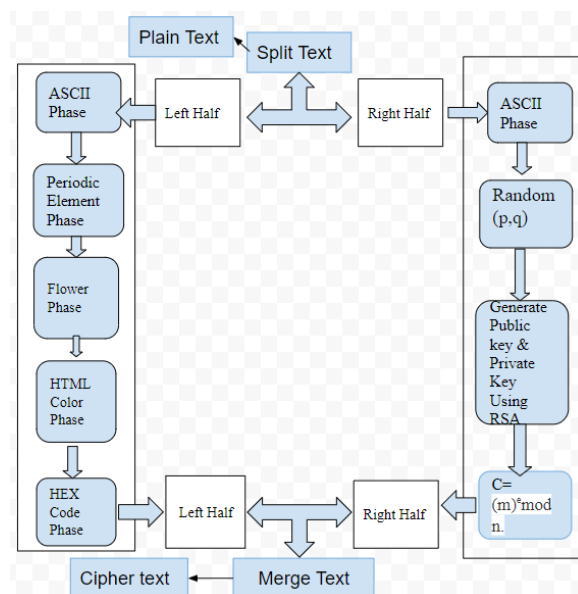 Plain Text
Split Text
ASCII
Phase
Left Half
Right Half
ASCII
Phase
Periodic
Element
Phase
Random
(p,q)
Flower
Phase
Generate
Public
key &
Private
Key
Using
RSA
HTML
Color
Phase
HEX
Code
Phase
Left Half
Right Half
C=
(m)ᵉmod
n.
Cipher text
Merge Text